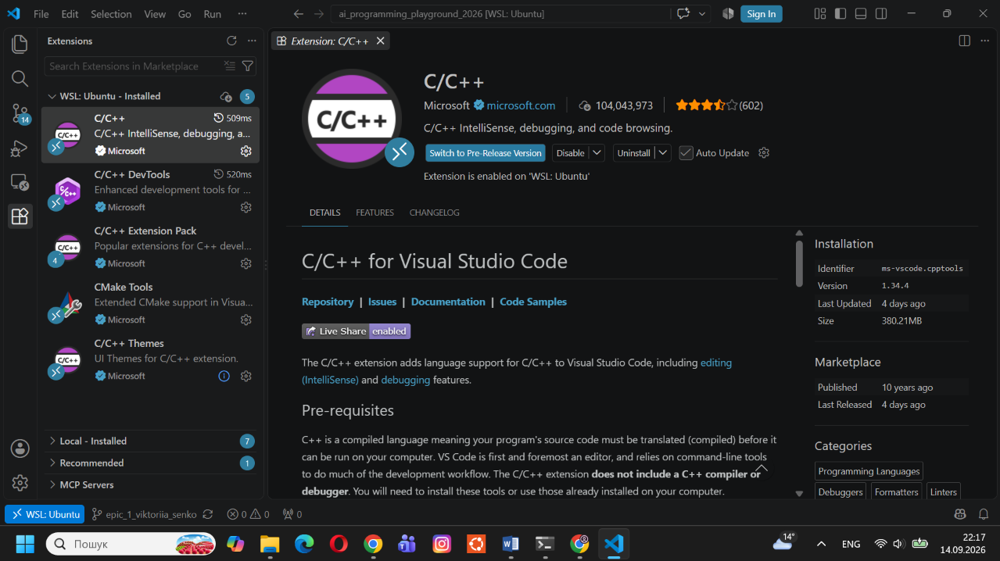 File Edit Selection View Go Run ···
ai_programming_playground_2026 [WSL: Ubuntu]
Sign In
Extensions
Search Extensions in Marketplace
WSL: Ubuntu - Installed 5
C/C++ 509ms
C/C++ IntelliSense, debugging, a...
Microsoft
C/C++ DevTools 520ms
Enhanced development tools for ...
Microsoft
C/C++ Extension Pack
Popular extensions for C++ devel...
Microsoft
4
CMake Tools
Extended CMake support in Visua...
Microsoft
C/C++ Themes
UI Themes for C/C++ extension.
Microsoft
Local - Installed 7
Recommended 1
MCP Servers
14
Extension: C/C++
C/C++
C/C++
Microsoft microsoft.com 104,043,973 (602)
C/C++ IntelliSense, debugging, and code browsing.
Switch to Pre-Release Version Disable Uninstall Auto Update
Extension is enabled on 'WSL: Ubuntu'
DETAILS FEATURES CHANGELOG
C/C++ for Visual Studio Code
Repository | Issues | Documentation | Code Samples
Live Share enabled
The C/C++ extension adds language support for C/C++ to Visual Studio Code, including editing
(IntelliSense) and debugging features.
Pre-requisites
C++ is a compiled language meaning your program's source code must be translated (compiled) before it
can be run on your computer. VS Code is first and foremost an editor, and relies on command-line tools
to do much of the development workflow. The C/C++ extension does not include a C++ compiler or
debugger. You will need to install these tools or use those already installed on your computer.
Installation
Identifier ms-vscode.cpptools
Version 1.34.4
Last Updated 4 days ago
Size 380.21MB
Marketplace
Published 10 years ago
Last Released 4 days ago
Categories
Programming Languages
Debuggers Formatters Linters
WSL: Ubuntu epic_1_viktoriia_senko 0 0 0
Пошук
14°
ENG
22:17
14.09.2026